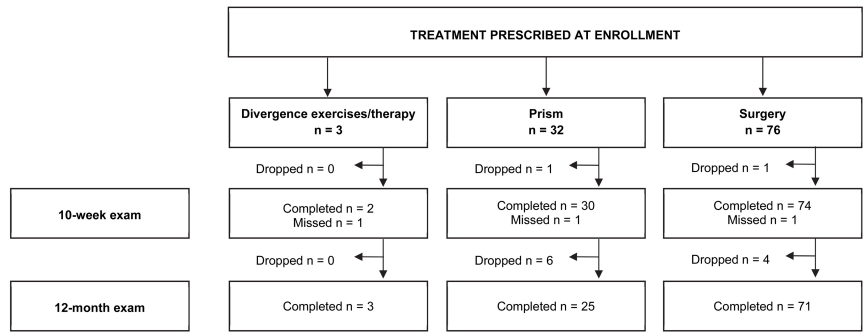 TREATMENT PRESCRIBED AT ENROLLMENT
Divergence exercises/therapy
n = 3
Prism
n = 32
Surgery
n = 76
Dropped n = 0
Dropped n = 1
Dropped n = 1
10-week exam
Completed n = 2
Missed n = 1
Completed n = 30
Missed n = 1
Completed n = 74
Missed n = 1
Dropped n = 0
Dropped n = 6
Dropped n = 4
12-month exam
Completed n = 3
Completed n = 25
Completed n = 71